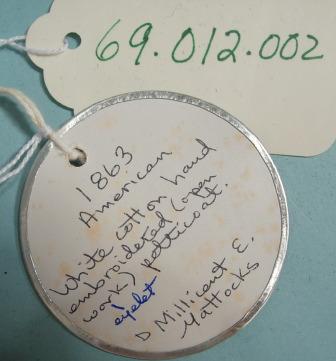 69.012.002
1863
American
White cotton hand
embroidered (open
work) petticoat.
eyelet
D Millicent E.
Mattocks